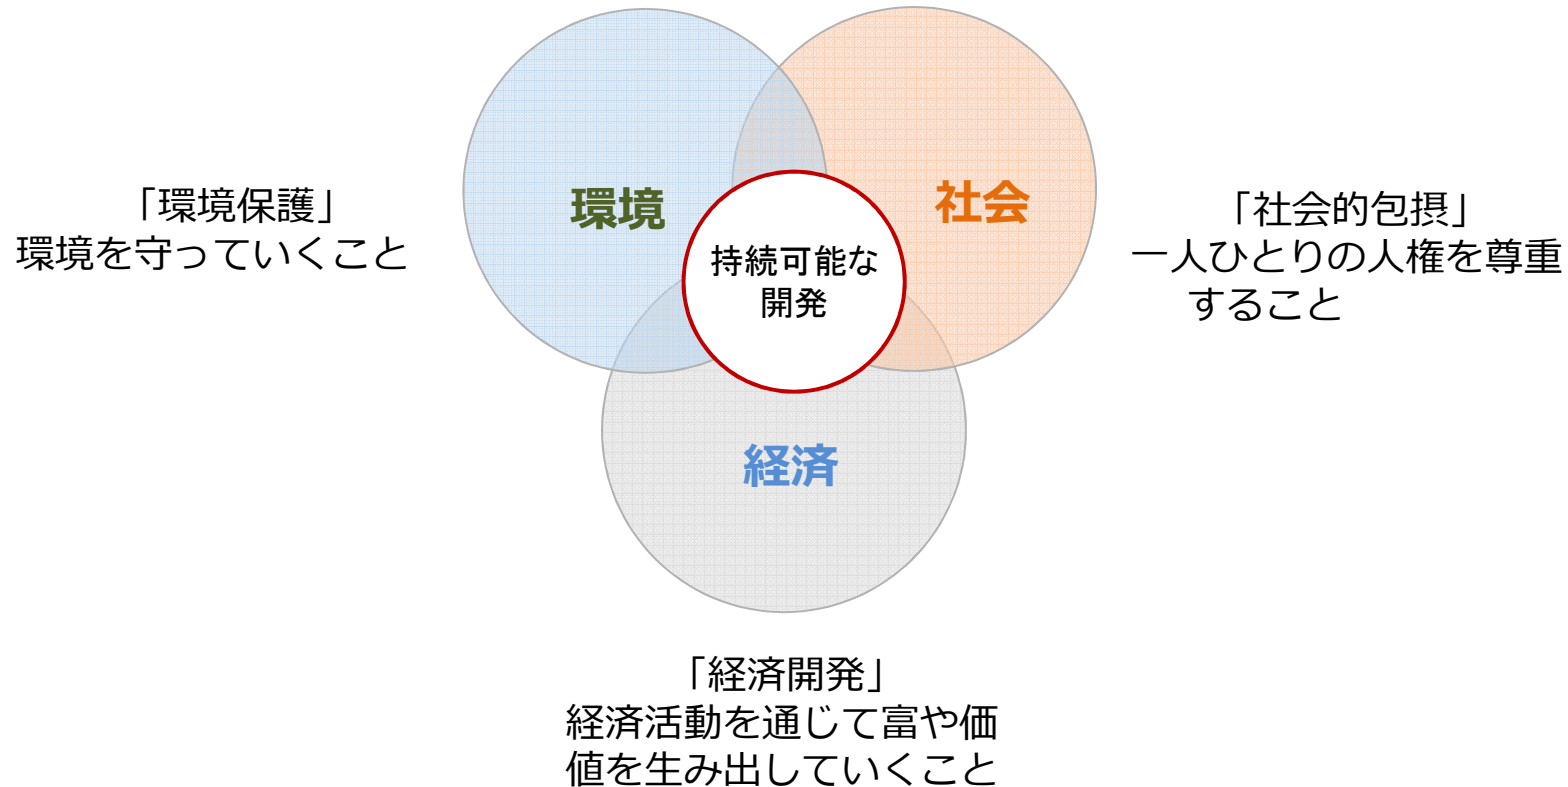 環境
社会
「環境保護」
環境を守っていくこと
持続可能な
開発
「社会的包摂」
一人ひとりの人権を尊重
すること
経済
「経済開発」
経済活動を通じて富や価
値を生み出していくこと